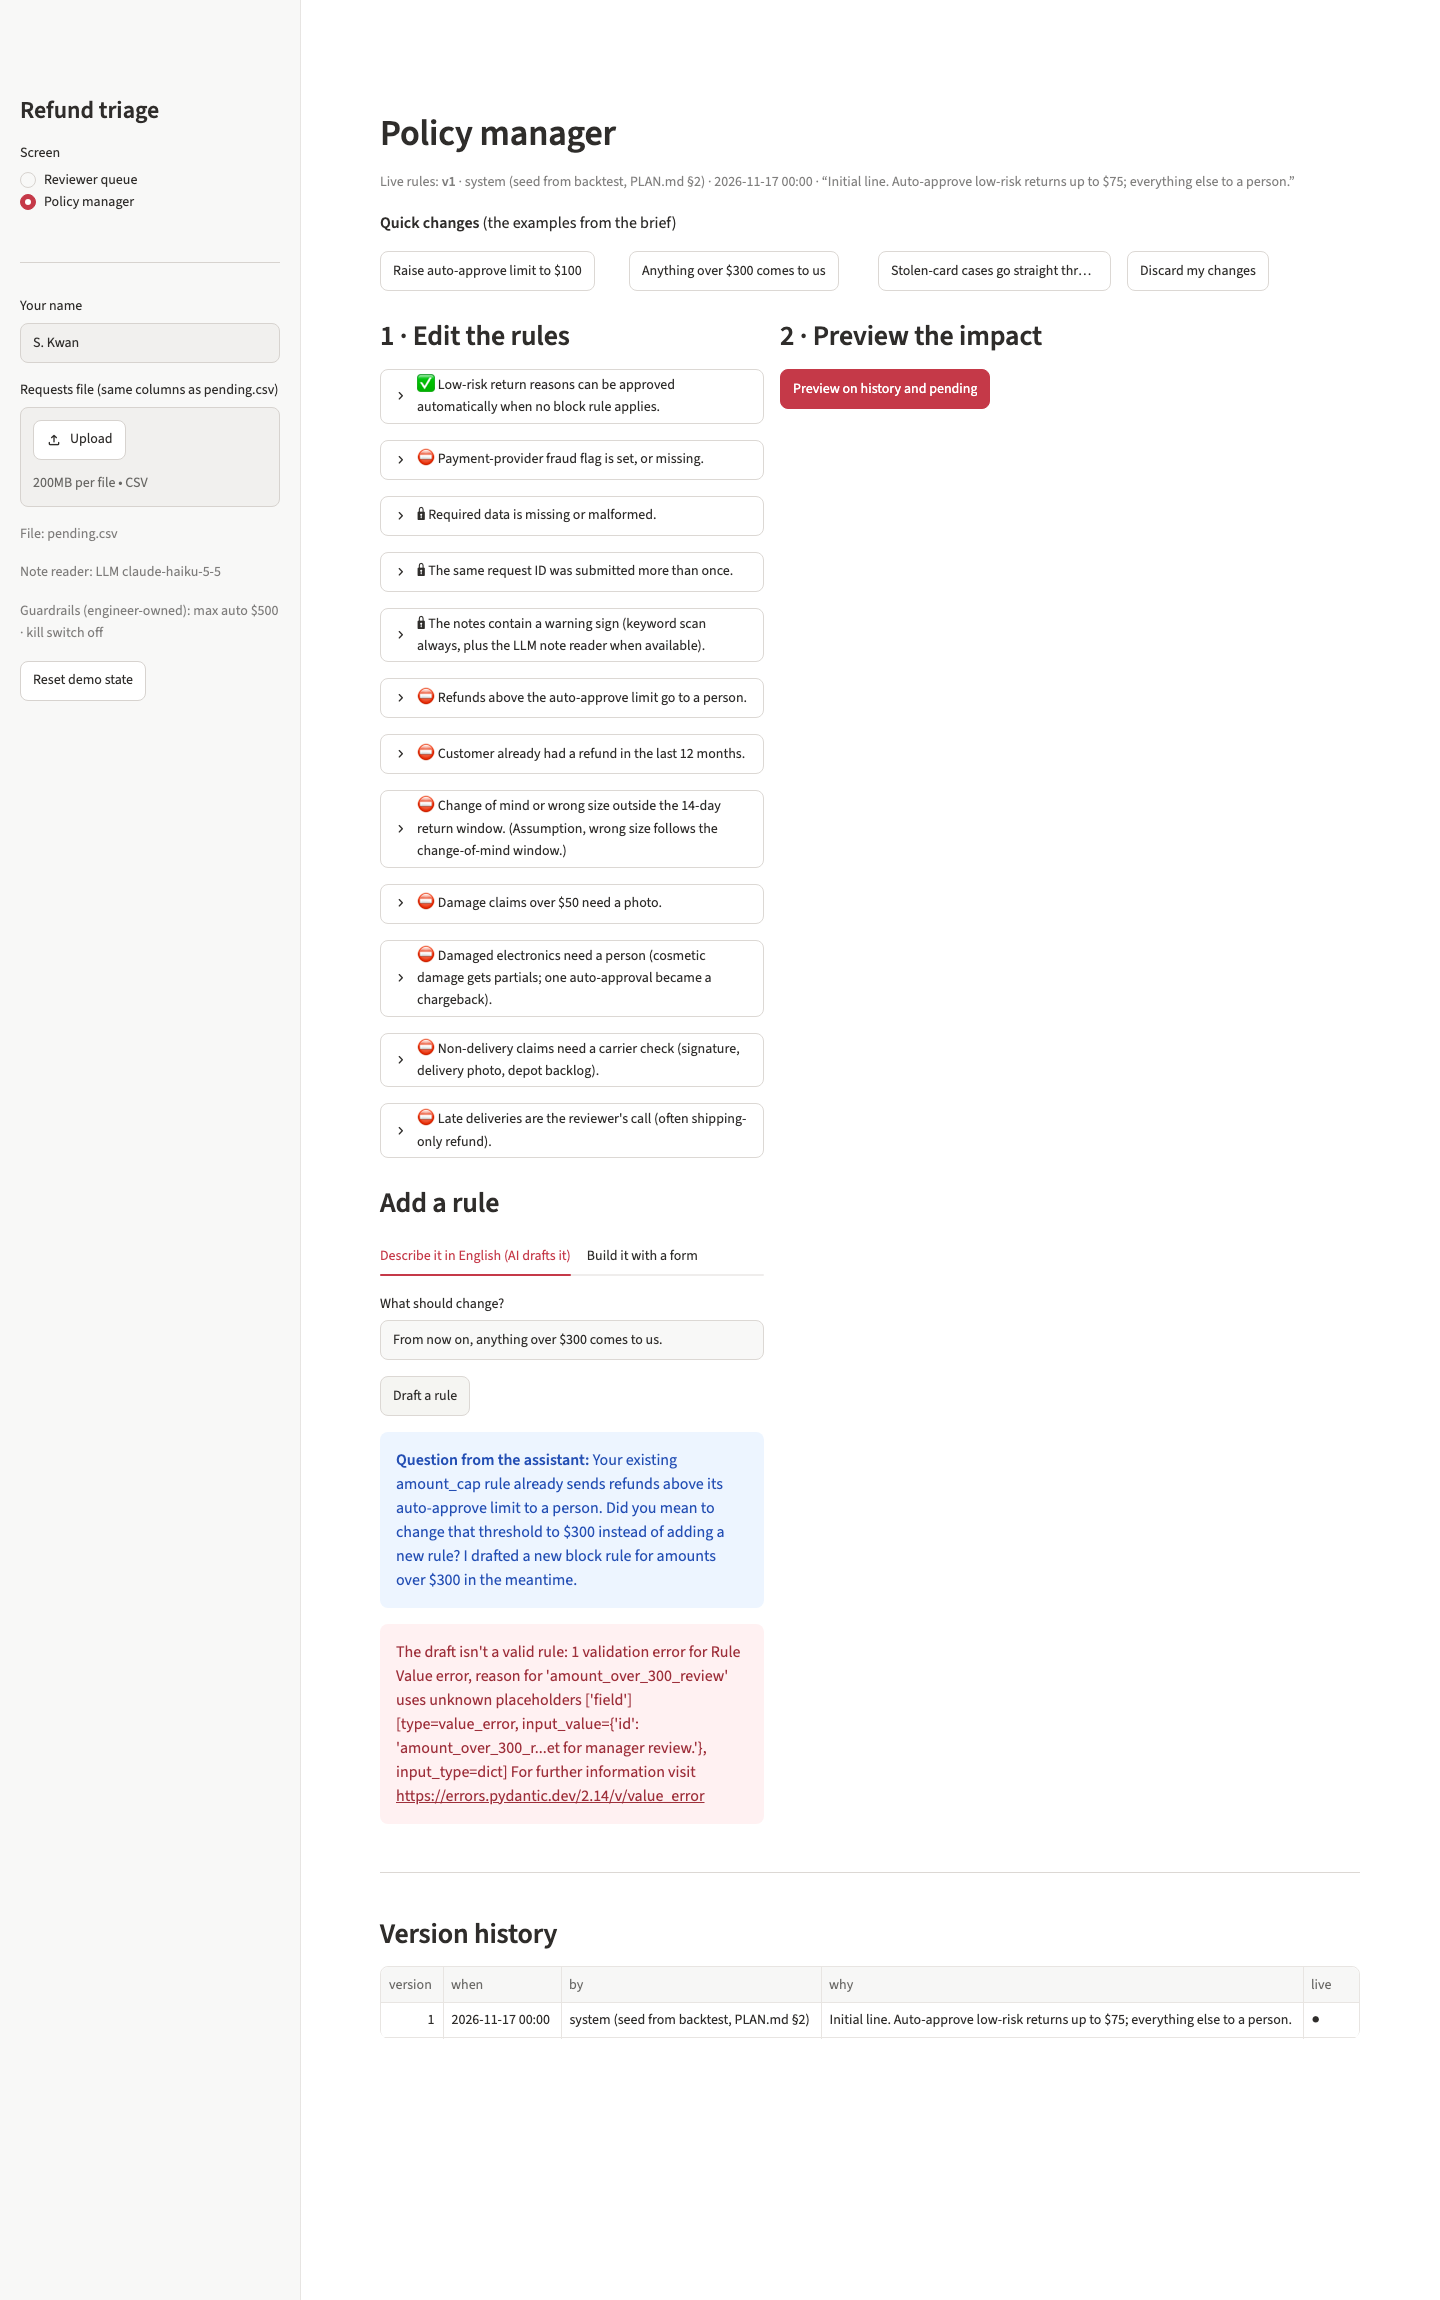 Refund triage
Screen
Reviewer queue
Policy manager
Your name
S. Kwan
Requests file (same columns as pending.csv)
Upload
200MB per file • CSV
File: pending.csv
Note reader: LLM claude-haiku-5-5
Guardrails (engineer-owned): max auto $500
· kill switch off
Reset demo state
Policy manager
Live rules: v1 · system (seed from backtest, PLAN.md §2) · 2026-11-17 00:00 · “Initial line. Auto-approve low-risk returns up to $75; everything else to a person.”
Quick changes (the examples from the brief)
Raise auto-approve limit to $100
Anything over $300 comes to us
Stolen-card cases go straight thr…
Discard my changes
1 · Edit the rules
✅ Low-risk return reasons can be approved
automatically when no block rule applies.
⛔ Payment-provider fraud flag is set, or missing.
🔒 Required data is missing or malformed.
🔒 The same request ID was submitted more than once.
🔒 The notes contain a warning sign (keyword scan
always, plus the LLM note reader when available).
⛔ Refunds above the auto-approve limit go to a person.
⛔ Customer already had a refund in the last 12 months.
⛔ Change of mind or wrong size outside the 14-day
return window. (Assumption, wrong size follows the
change-of-mind window.)
⛔ Damage claims over $50 need a photo.
⛔ Damaged electronics need a person (cosmetic
damage gets partials; one auto-approval became a
chargeback).
⛔ Non-delivery claims need a carrier check (signature,
delivery photo, depot backlog).
⛔ Late deliveries are the reviewer's call (often shipping-
only refund).
2 · Preview the impact
Preview on history and pending
Add a rule
Describe it in English (AI drafts it)
Build it with a form
What should change?
From now on, anything over $300 comes to us.
Draft a rule
Question from the assistant: Your existing
amount_cap rule already sends refunds above its
auto-approve limit to a person. Did you mean to
change that threshold to $300 instead of adding a
new rule? I drafted a new block rule for amounts
over $300 in the meantime.
The draft isn't a valid rule: 1 validation error for Rule
Value error, reason for 'amount_over_300_review'
uses unknown placeholders ['field']
[type=value_error, input_value={'id':
'amount_over_300_r...et for manager review.'},
input_type=dict] For further information visit
https://errors.pydantic.dev/2.14/v/value_error
Version history
version when by why live
1 2026-11-17 00:00 system (seed from backtest, PLAN.md §2) Initial line. Auto-approve low-risk returns up to $75; everything else to a person. ●